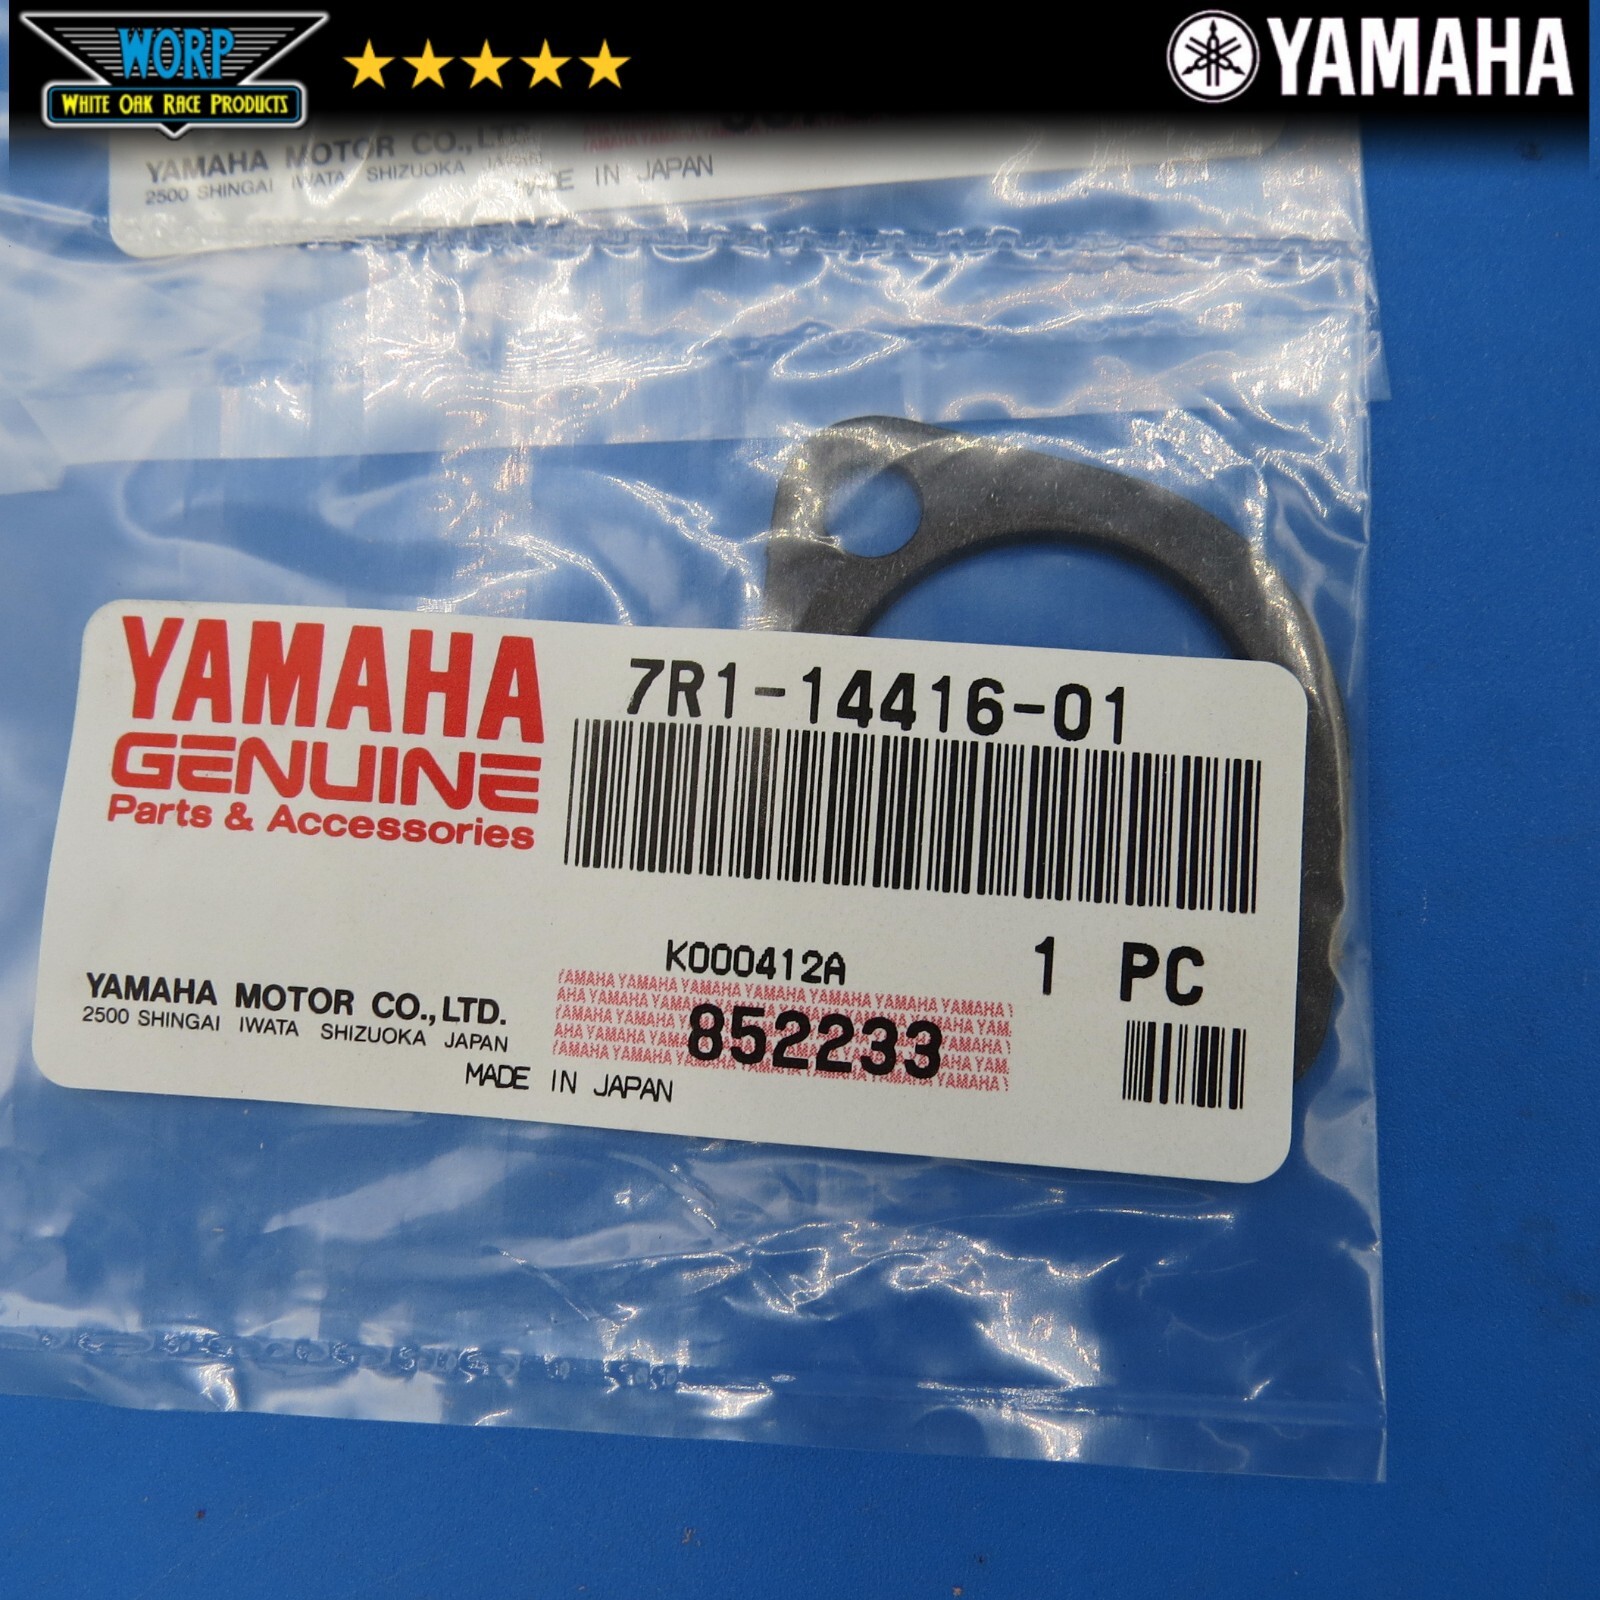 WORP
WHITE OAK RACE PRODUCTS
YAMAHA
YAMAHA MOTOR CO.,LTD.
2500 SHINGAI IWATA SHIZUOKA JAPAN
MADE IN JAPAN
YAMAHA
GENUINE
Parts & Accessories
7R1-14416-01
K000412A
1 PC
852233
YAMAHA MOTOR CO.,LTD.
2500 SHINGAI IWATA SHIZUOKA JAPAN
MADE IN JAPAN